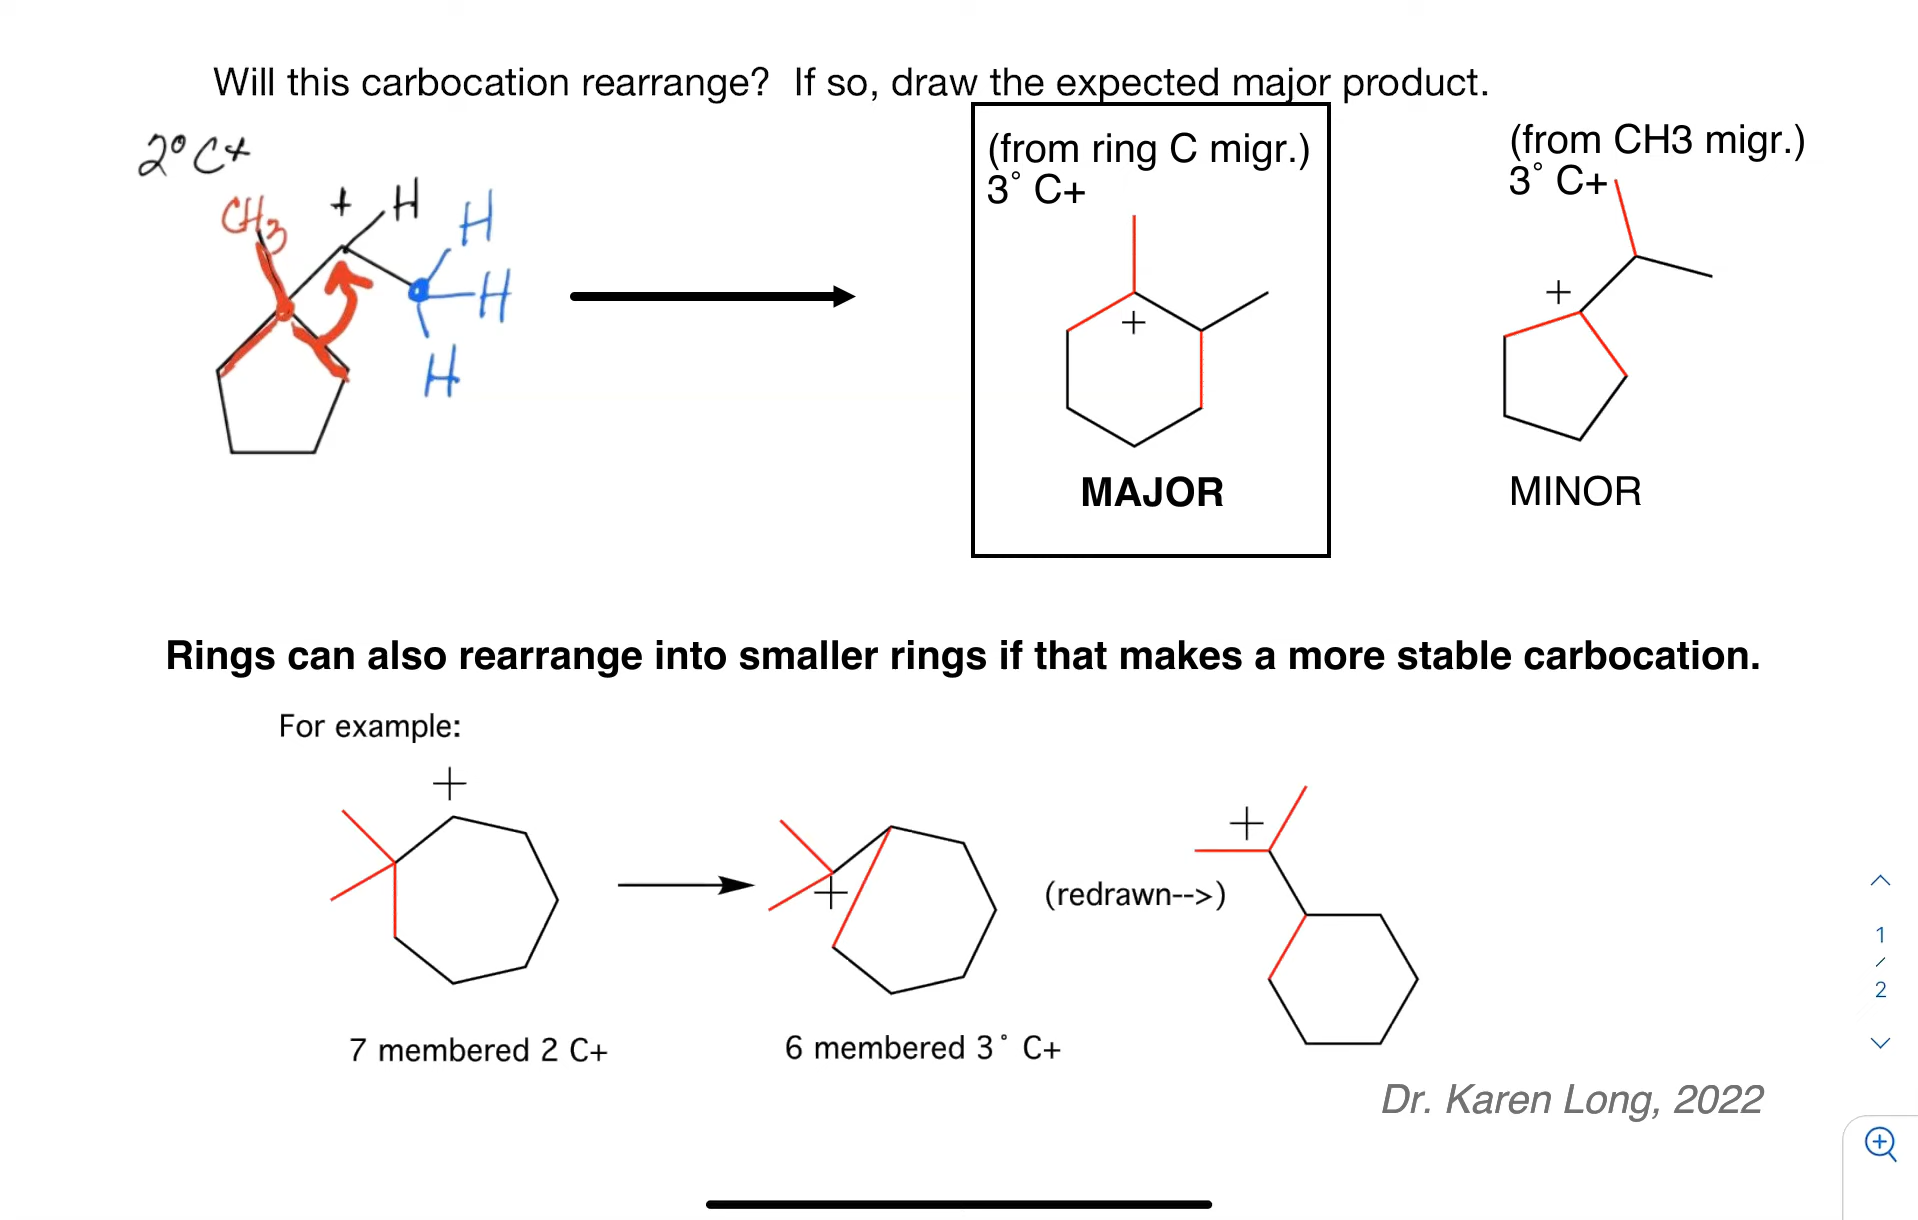 Will this carbocation rearrange?  If so, draw the expected major product.
2° C+
CH3
+
H
H
H
H
(from ring C migr.)
3° C+
+
MAJOR
(from CH3 migr.)
3° C+
+
MINOR
Rings can also rearrange into smaller rings if that makes a more stable carbocation.
For example:
+
7 membered 2 C+
+
6 membered 3° C+
(redrawn-->)
+
1
/
2
Dr. Karen Long, 2022